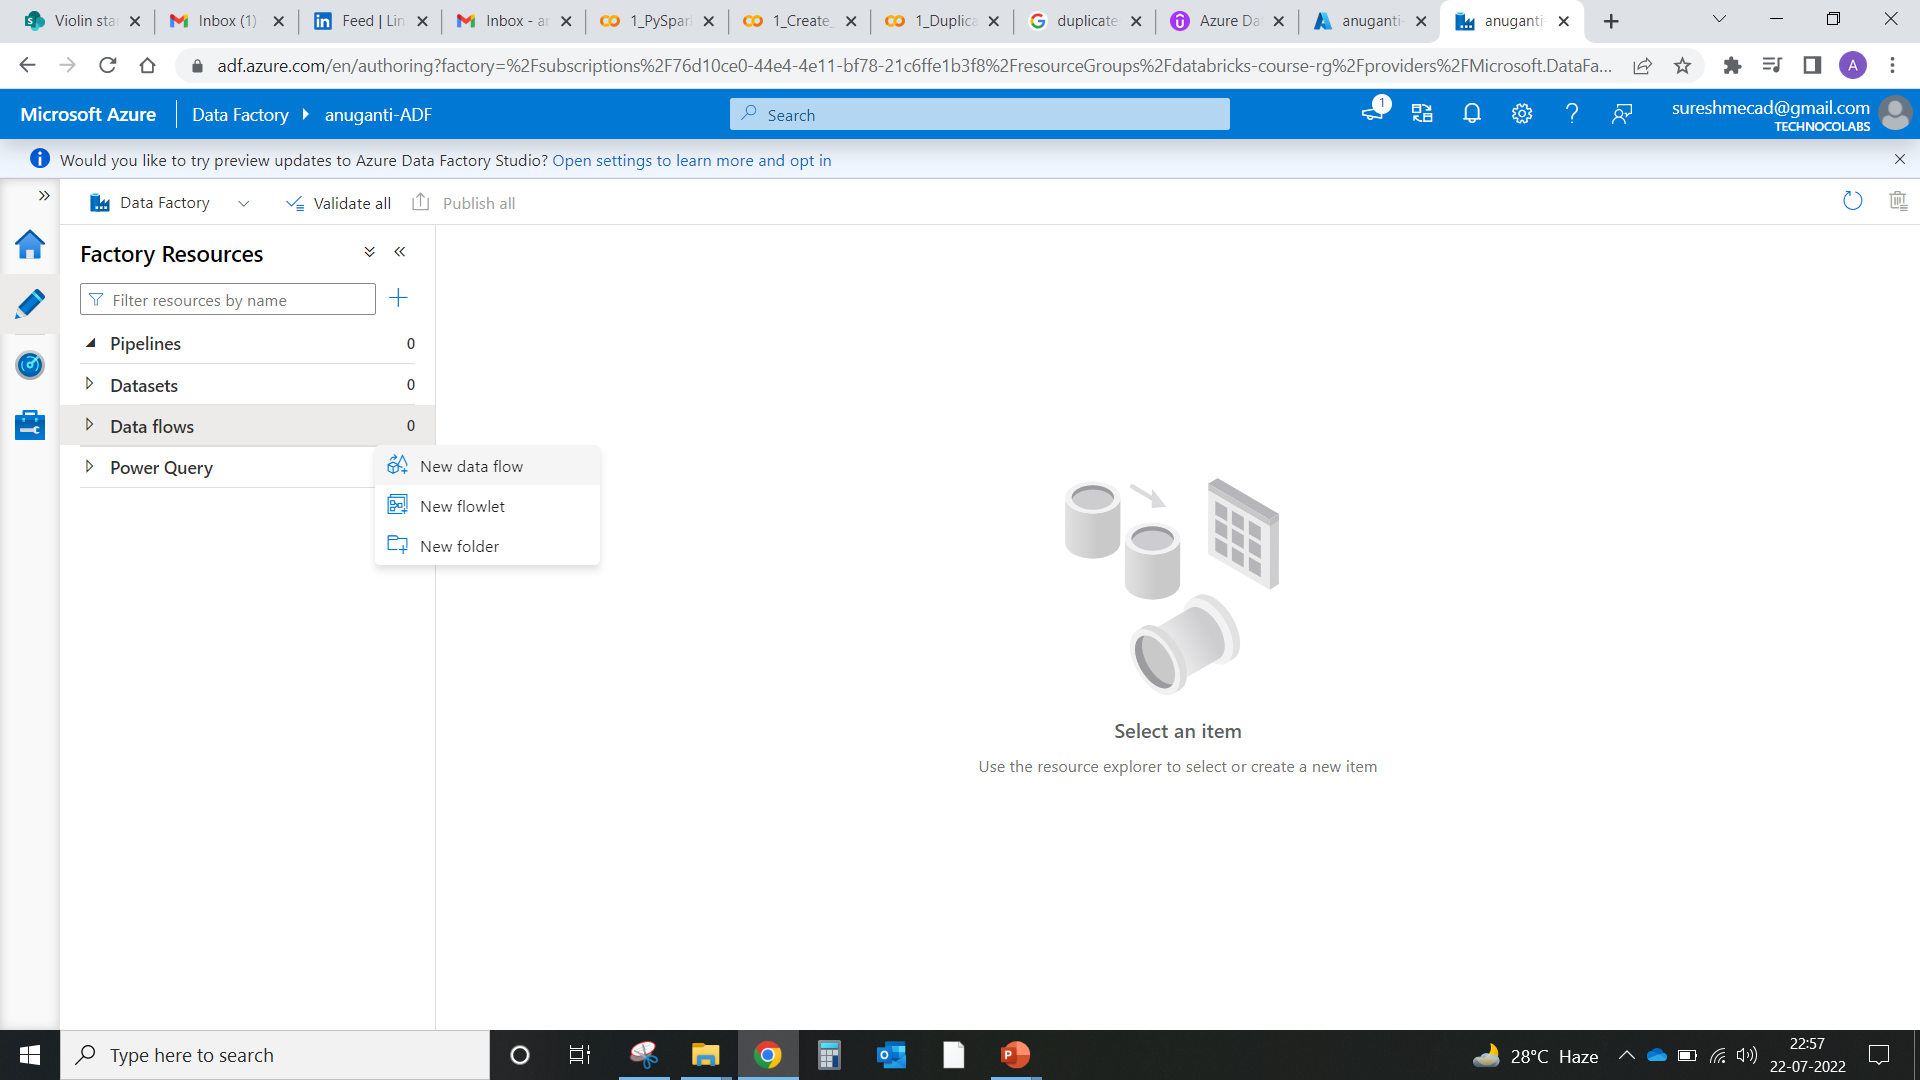 Violin sta
Inbox (1)
Feed | Lin
Inbox - a
1_PySpar
1_Create_
1_Duplica
duplicate
Azure Da
anuganti-
anuganti-
adf.azure.com/en/authoring?factory=%2Fsubscriptions%2F76d10ce0-44e4-4e11-bf78-21c6ffe1b3f8%2FresourceGroups%2Fdatabricks-course-rg%2Fproviders%2FMicrosoft.DataFa...
A
Microsoft Azure
Data Factory
anuganti-ADF
Search
1
sureshmecad@gmail.com
TECHNOCOLABS
Would you like to try preview updates to Azure Data Factory Studio? Open settings to learn more and opt in
Data Factory
Validate all
Publish all
Factory Resources
Filter resources by name
Pipelines 0
Datasets 0
Data flows 0
Power Query
New data flow
New flowlet
New folder
Select an item
Use the resource explorer to select or create a new item
Type here to search
28°C Haze
22:57
22-07-2022